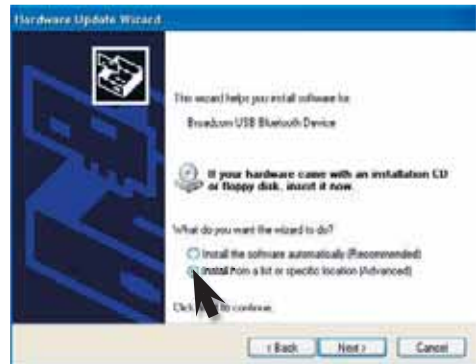 Hardware Update Wizard
This wizard helps you install software for:
Broadcom USB Bluetooth Device
If your hardware came with an installation CD
or floppy disk, insert it now.
What do you want the wizard to do?
Install the software automatically (Recommended)
Install from a list or specific location (Advanced)
Click to continue.
< Back
Next >
Cancel